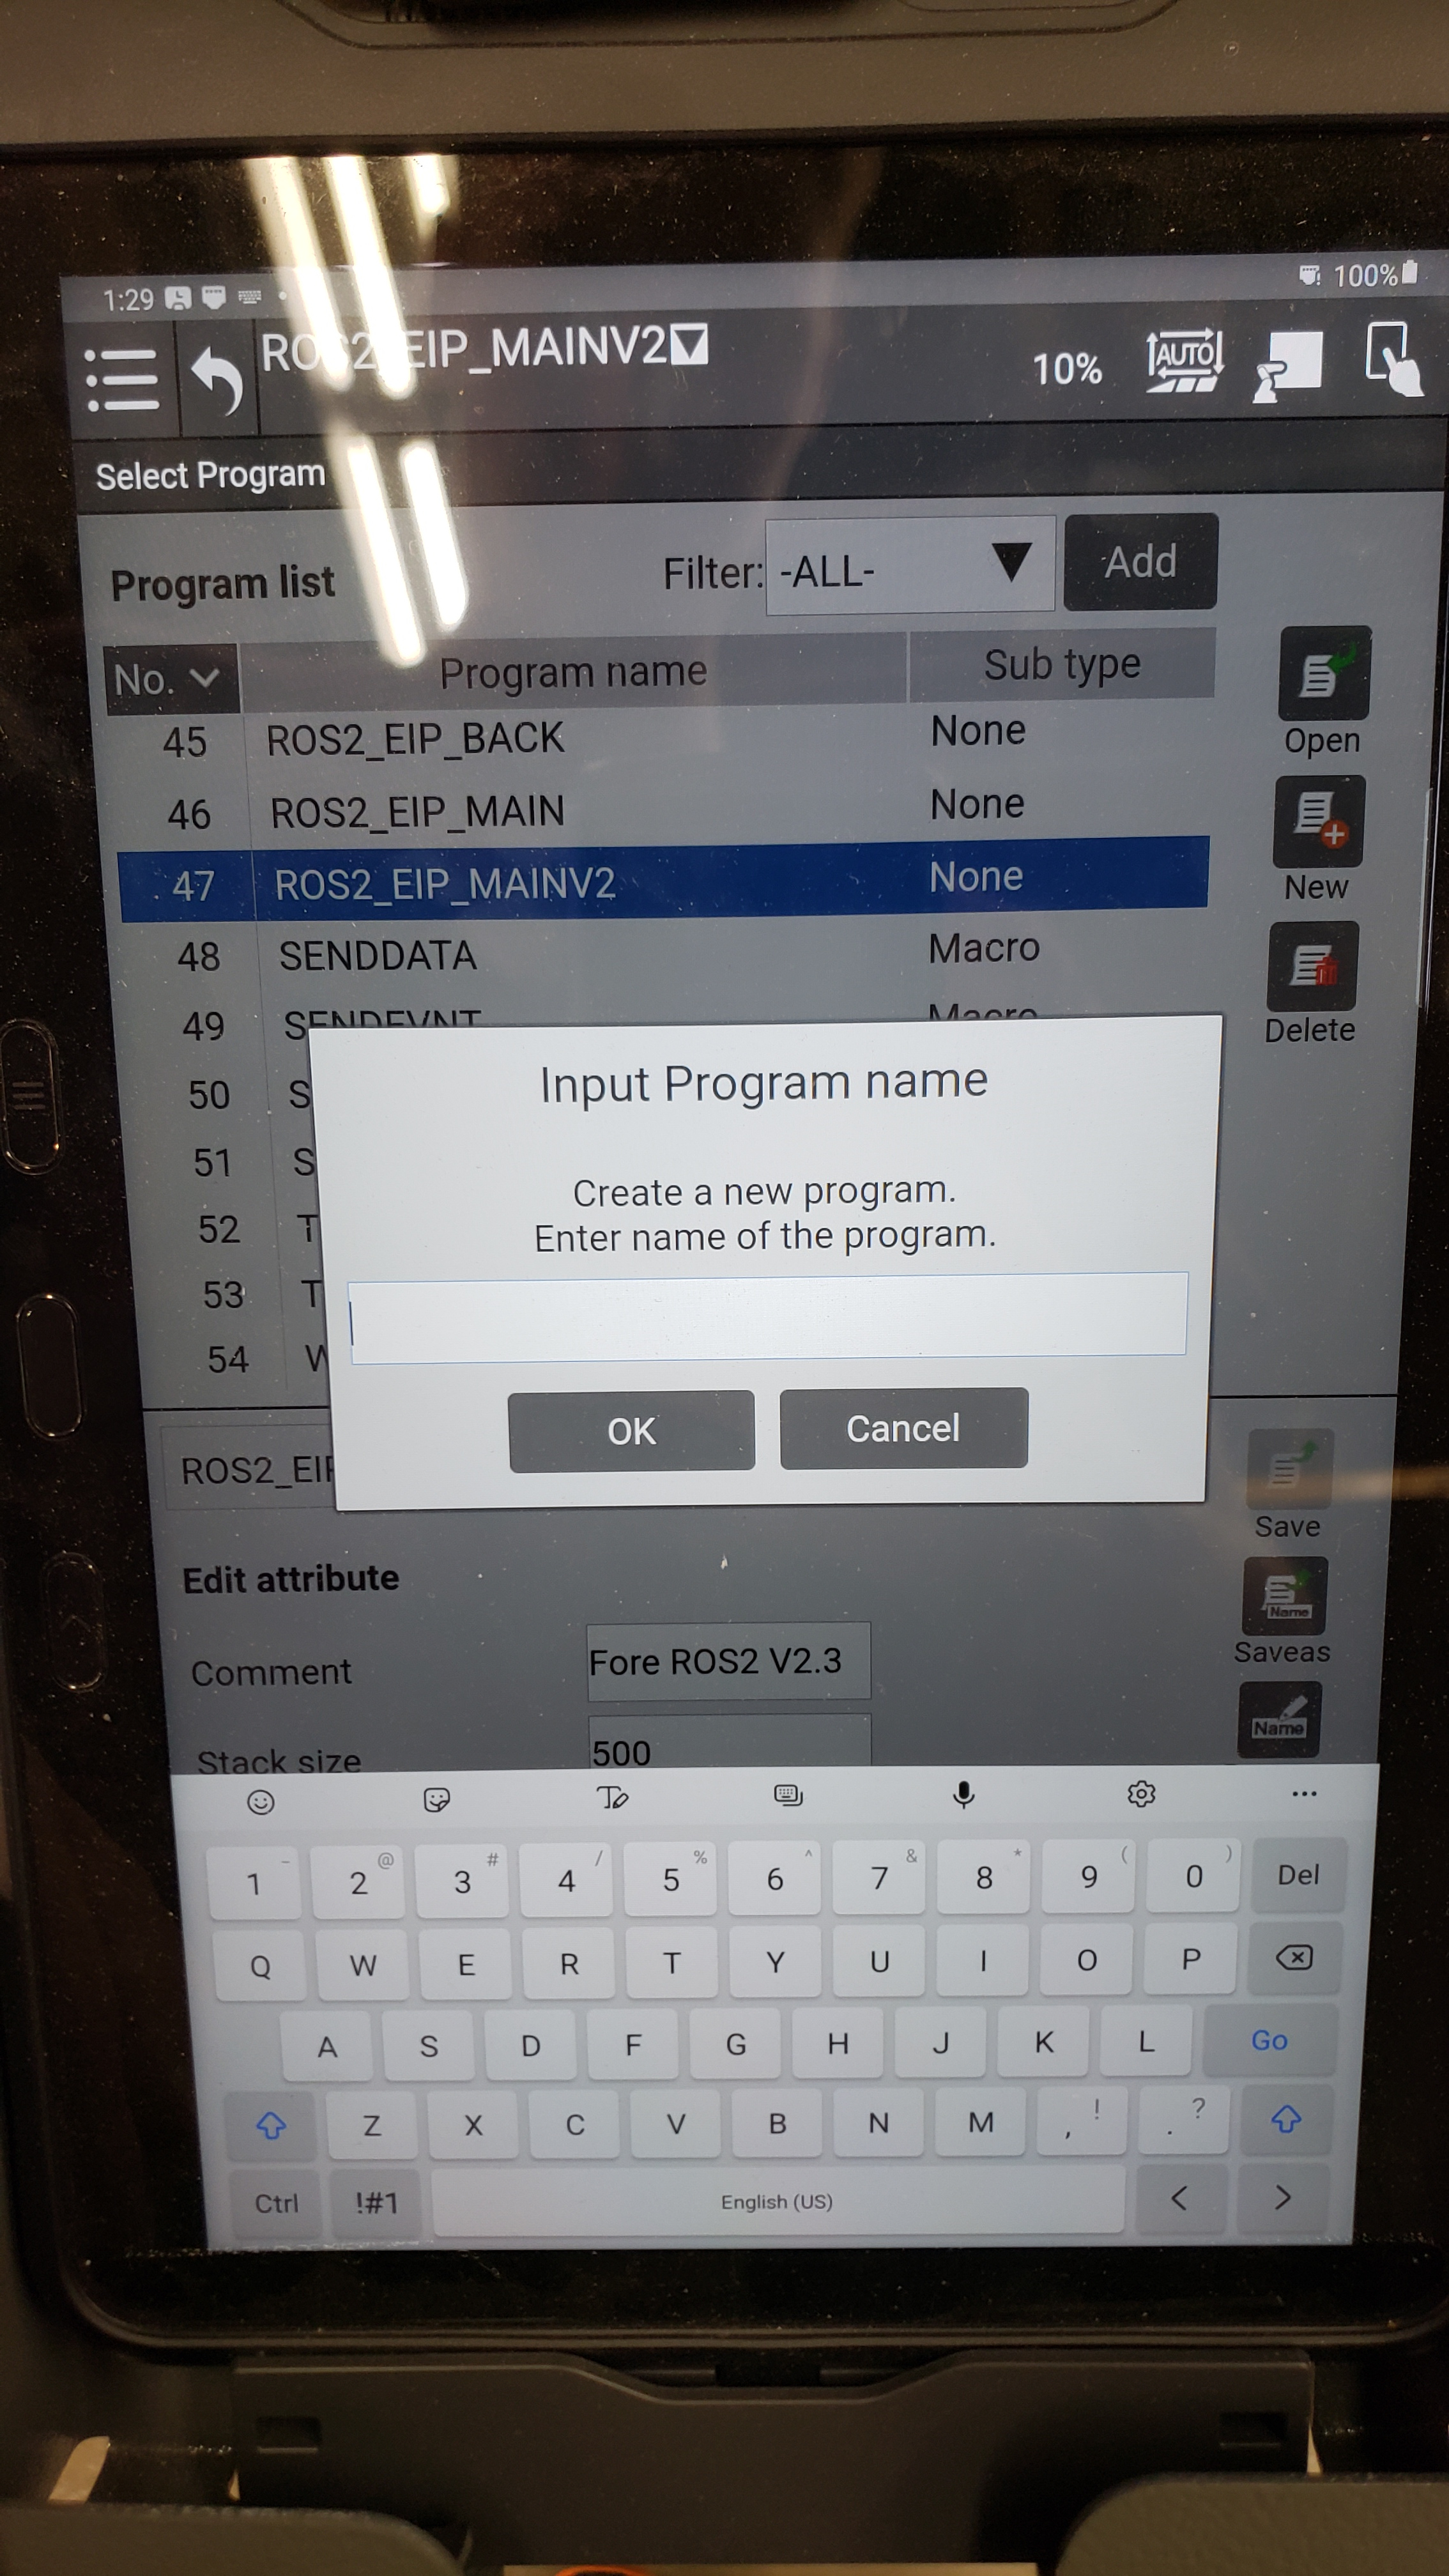 1:29
100%
ROS2_EIP_MAINV2
10%
AUTO
Select Program
Program list
Filter:
-ALL-
Add
No.
Program name
Sub type
45 ROS2_EIP_BACK None
Open
46 ROS2_EIP_MAIN None
47 ROS2_EIP_MAINV2 None
New
48 SENDDATA Macro
49 SENDEVNT Macro
Delete
50 S
51 S
52 T
53 T
54 W
Input Program name
Create a new program.
Enter name of the program.
OK
Cancel
ROS2_EIP
Save
Edit attribute
Name
Saveas
Comment
Fore ROS2 V2.3
Name
Stack size
500
1 - 2 @ 3 # 4 / 5 % 6 ^ 7 & 8 * 9 ( 0 ) Del
Q W E R T Y U I O P
A S D F G H J K L Go
Z X C V B N M , ! . ?
Ctrl !#1 English (US) < >